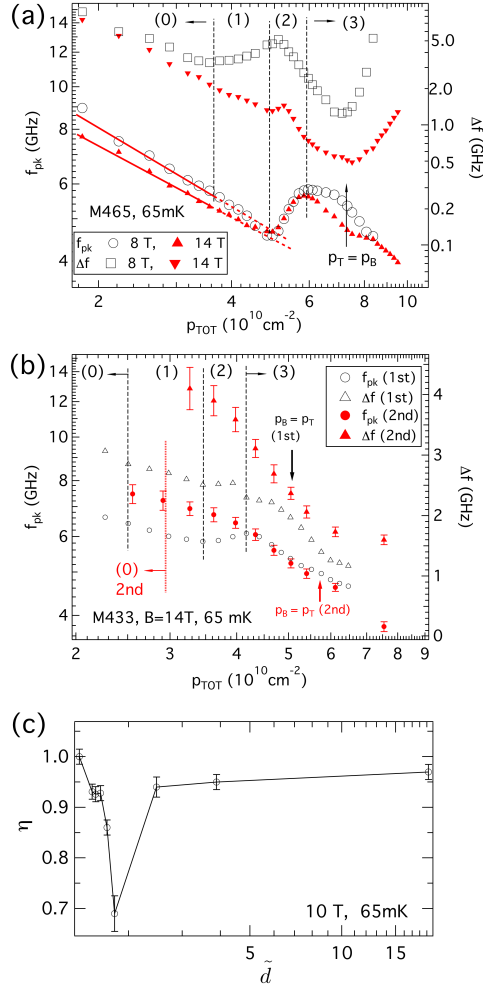 (a)
(0)
(1)
(2)
(3)
14
12
10
8
6
4
f_pk (GHz)
5.0
2.0
1.0
0.5
0.2
0.1
Δf (GHz)
M465, 65mK
f_pk ○ 8 T, ▲ 14 T
Δf □ 8 T, ▼ 14 T
p_T = p_B
2
4
6
8
10
p_TOT (10^10 cm^-2)
(b)
(0)
(1)
(2)
(3)
14
12
10
8
6
4
f_pk (GHz)
4
3
2
1
0
Δf (GHz)
○ f_pk (1st)
△ Δf (1st)
● f_pk (2nd)
▲ Δf (2nd)
p_B = p_T
(1st)
(0)
2nd
p_B = p_T (2nd)
M433, B=14T, 65 mK
2
3
4
5
6
7
8
9
p_TOT (10^10 cm^-2)
(c)
1.0
0.9
0.8
0.7
η
10 T, 65mK
5
10
15
d̃